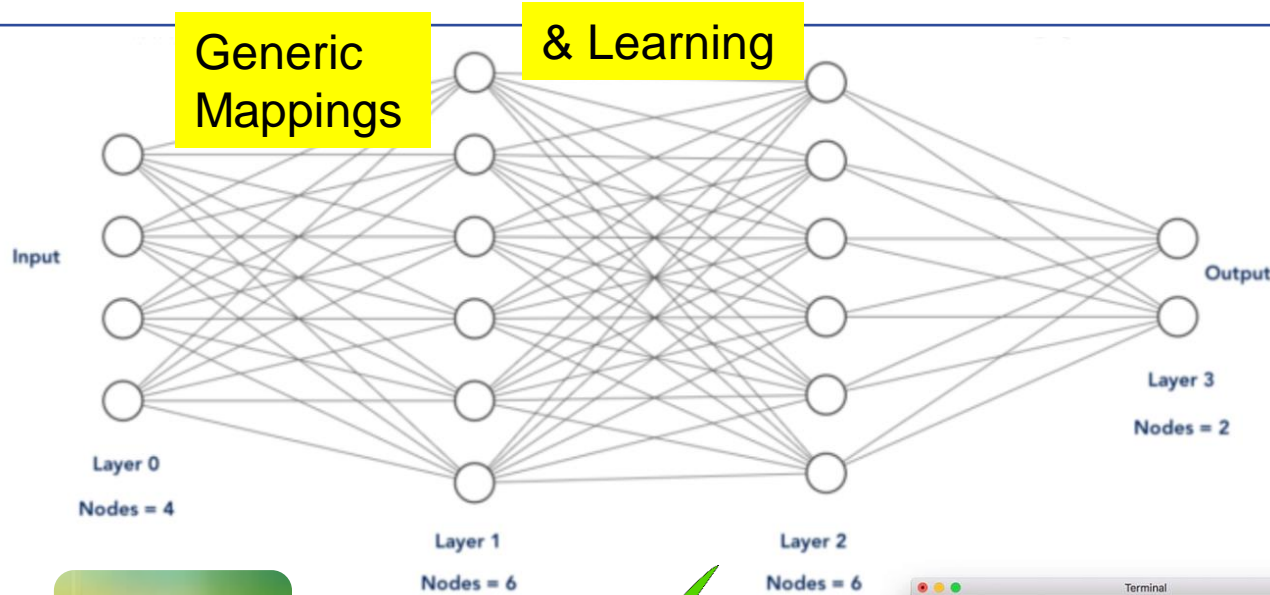 Generic
Mappings
& Learning
Input
Output
Layer 3
Nodes = 2
Layer 0
Nodes = 4
Layer 1
Nodes = 6
Layer 2
Nodes = 6
Terminal